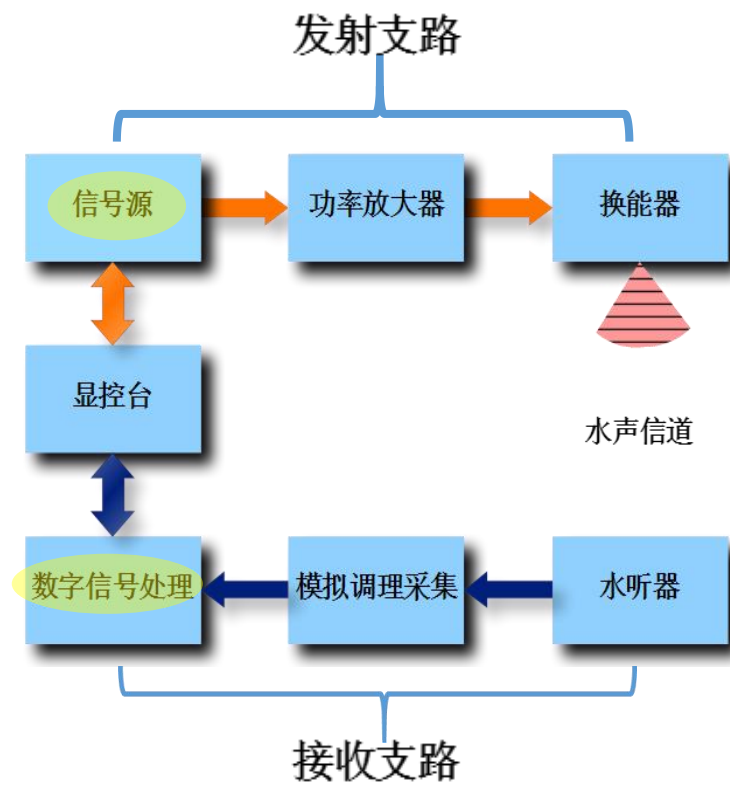 发射支路
信号源
功率放大器
换能器
显控台
水声信道
数字信号处理
模拟调理采集
水听器
接收支路